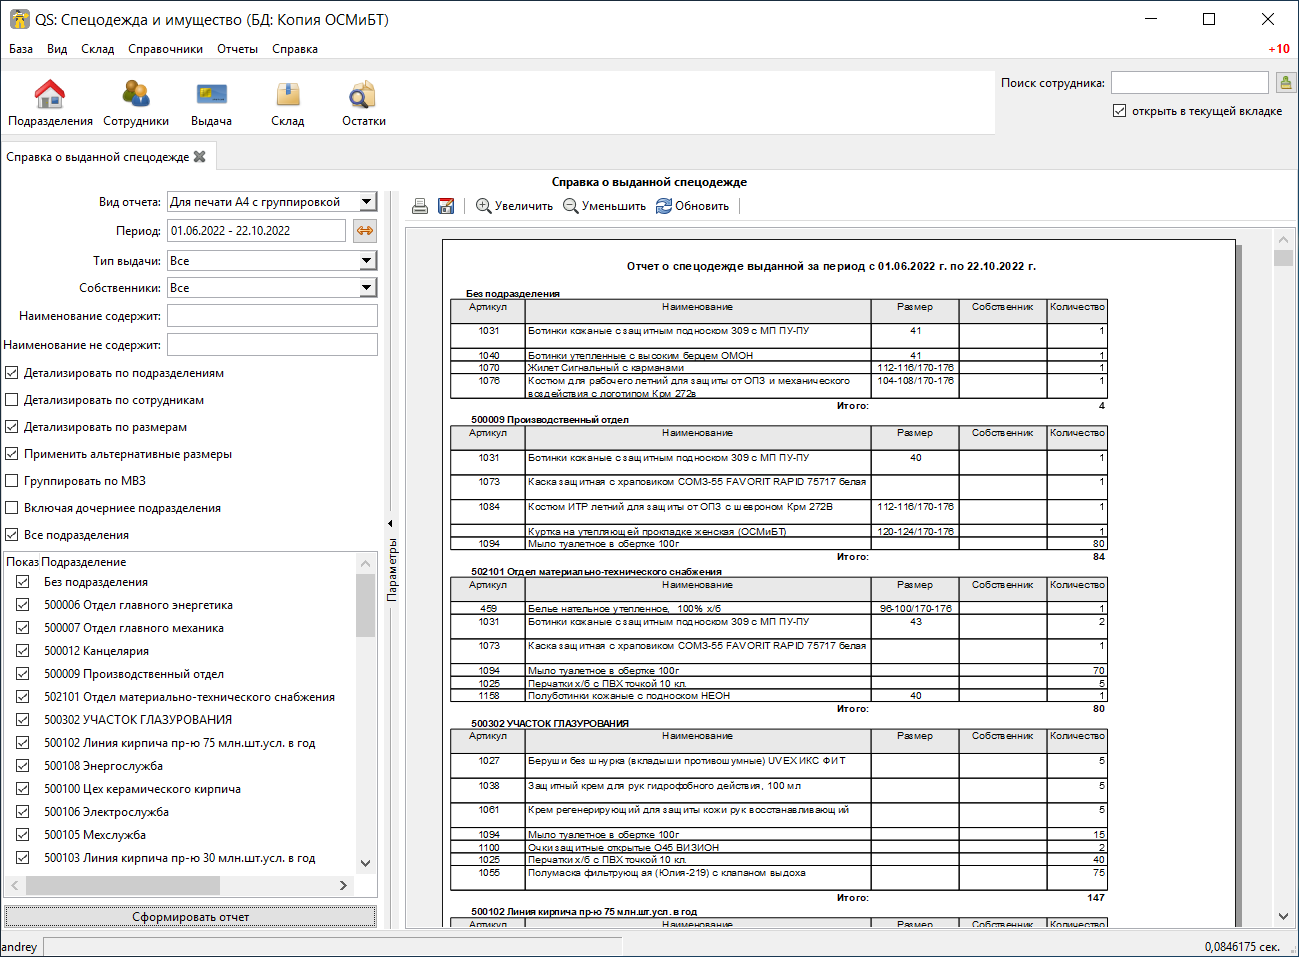 QS: Спецодежда и имущество (БД: Копия ОСМиБТ)
База Вид Склад Справочники Отчеты Справка +10
Подразделения Сотрудники Выдача Склад Остатки
Поиск сотрудника:
открыть в текущей вкладке
Справка о выданной спецодежде
Справка о выданной спецодежде
Вид отчета: Для печати A4 с группировкой
Период: 01.06.2022 - 22.10.2022
Тип выдачи: Все
Собственники: Все
Наименование содержит:
Наименование не содержит:
Детализировать по подразделениям
Детализировать по сотрудникам
Детализировать по размерам
Применить альтернативные размеры
Группировать по МВЗ
Включая дочерниее подразделения
Все подразделения
Показ Подразделение
Без подразделения
500006 Отдел главного энергетика
500007 Отдел главного механика
500012 Канцелярия
500009 Производственный отдел
502101 Отдел материально-технического снабжения
500302 УЧАСТОК ГЛАЗУРОВАНИЯ
500102 Линия кирпича пр-ю 75 млн.шт.усл. в год
500108 Энергослужба
500100 Цех керамического кирпича
500106 Электрослужба
500105 Мехслужба
500103 Линия кирпича пр-ю 30 млн.шт.усл. в год
Сформировать отчет
Параметры
Увеличить Уменьшить Обновить
Отчет о спецодежде выданной за период с 01.06.2022 г. по 22.10.2022 г.
Без подразделения
Артикул Наименование Размер Собственник Количество
1031 Ботинки кожаные с защитным подноском 309 с МП ПУ-ПУ 41 1
1040 Ботинки утепленные с высоким берцем ОМОН 41 1
1070 Жилет Сигнальный с карманами 112-116/170-176 1
1076 Костюм для рабочего летний для защиты от ОПЗ и механического 104-108/170-176 1
воздействия с логотипом Крм 272в
Итого: 4
500009 Производственный отдел
Артикул Наименование Размер Собственник Количество
1031 Ботинки кожаные с защитным подноском 309 с МП ПУ-ПУ 40 1
1073 Каска защитная с храповиком СОМЗ-55 FAVORIT RAPID 75717 белая 1
1084 Костюм ИТР летний для защиты от ОПЗ с шевроном Крм 272В 112-116/170-176 1
Куртка на утепляющей прокладке женская (ОСМиБТ) 120-124/170-176 1
1094 Мыло туалетное в обертке 100г 80
Итого: 84
502101 Отдел материально-технического снабжения
Артикул Наименование Размер Собственник Количество
459 Белье нательное утепленное, 100% х/б 96-100/170-176 1
1031 Ботинки кожаные с защитным подноском 309 с МП ПУ-ПУ 43 2
1073 Каска защитная с храповиком СОМЗ-55 FAVORIT RAPID 75717 белая 1
1094 Мыло туалетное в обертке 100г 70
1025 Перчатки х/б с ПВХ точкой 10 кл. 5
1158 Полуботинки кожаные с подноском НЕОН 40 1
Итого: 80
500302 УЧАСТОК ГЛАЗУРОВАНИЯ
Артикул Наименование Размер Собственник Количество
1027 Беруши без шнурка (вкладыши противошумные) UVEX ИКС ФИТ 5
1038 Защитный крем для рук гидрофобного действия, 100 мл 5
1061 Крем регенерирующий для защиты кожи рук восстанавливающий 5
1094 Мыло туалетное в обертке 100г 15
1100 Очки защитные открытые О45 ВИЗИОН 2
1025 Перчатки х/б с ПВХ точкой 10 кл. 40
1055 Полумаска фильтрующая (Юлия-219) с клапаном выдоха 75
Итого: 147
500102 Линия кирпича пр-ю 75 млн.шт.усл. в год
Артикул Наименование Размер Собственник Количество
andrey 0,0846175 сек.